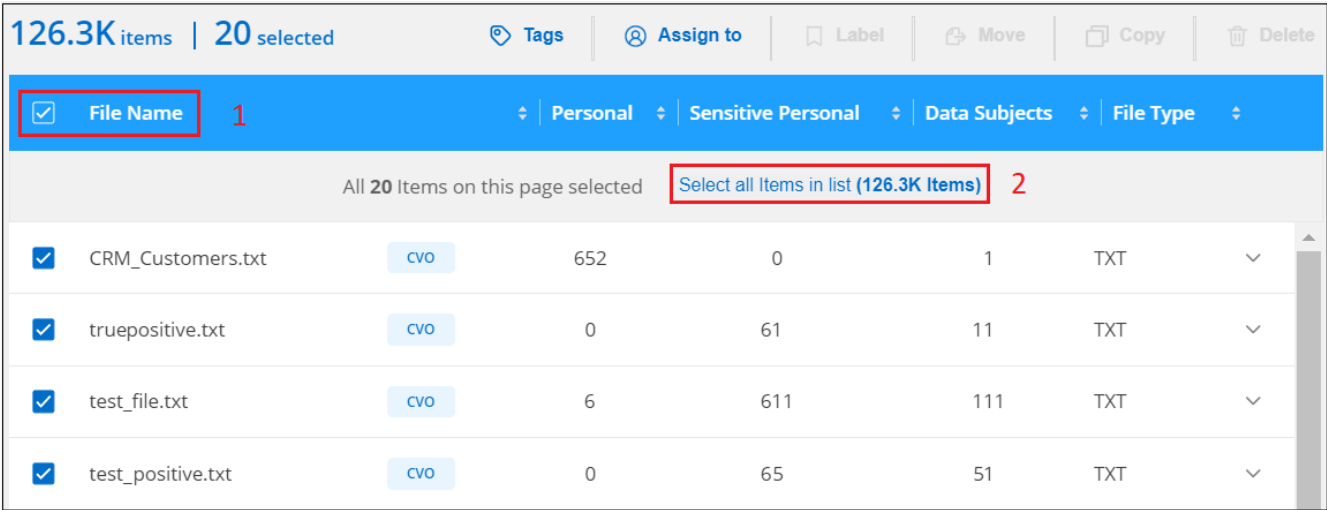 126.3K items | 20 selected Tags Assign to Label Move Copy Delete
File Name 1 Personal Sensitive Personal Data Subjects File Type
All 20 Items on this page selected Select all Items in list (126.3K Items) 2
CRM_Customers.txt CVO 652 0 1 TXT
truepositive.txt CVO 0 61 11 TXT
test_file.txt CVO 6 611 111 TXT
test_positive.txt CVO 0 65 51 TXT